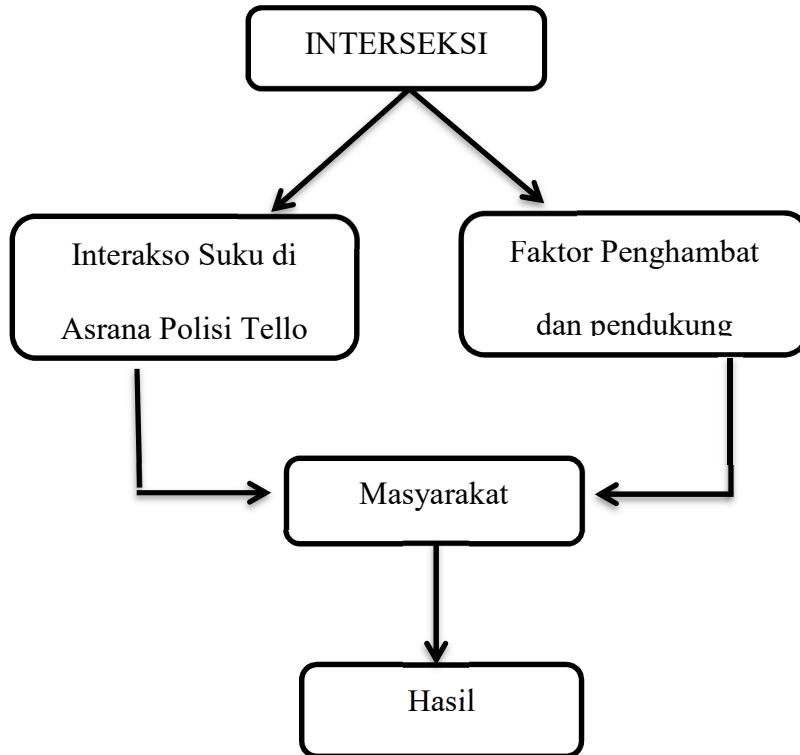 INTERSEKSI
Interakso Suku di
Asrana Polisi Tello
Faktor Penghambat
dan pendukung
Masyarakat
Hasil